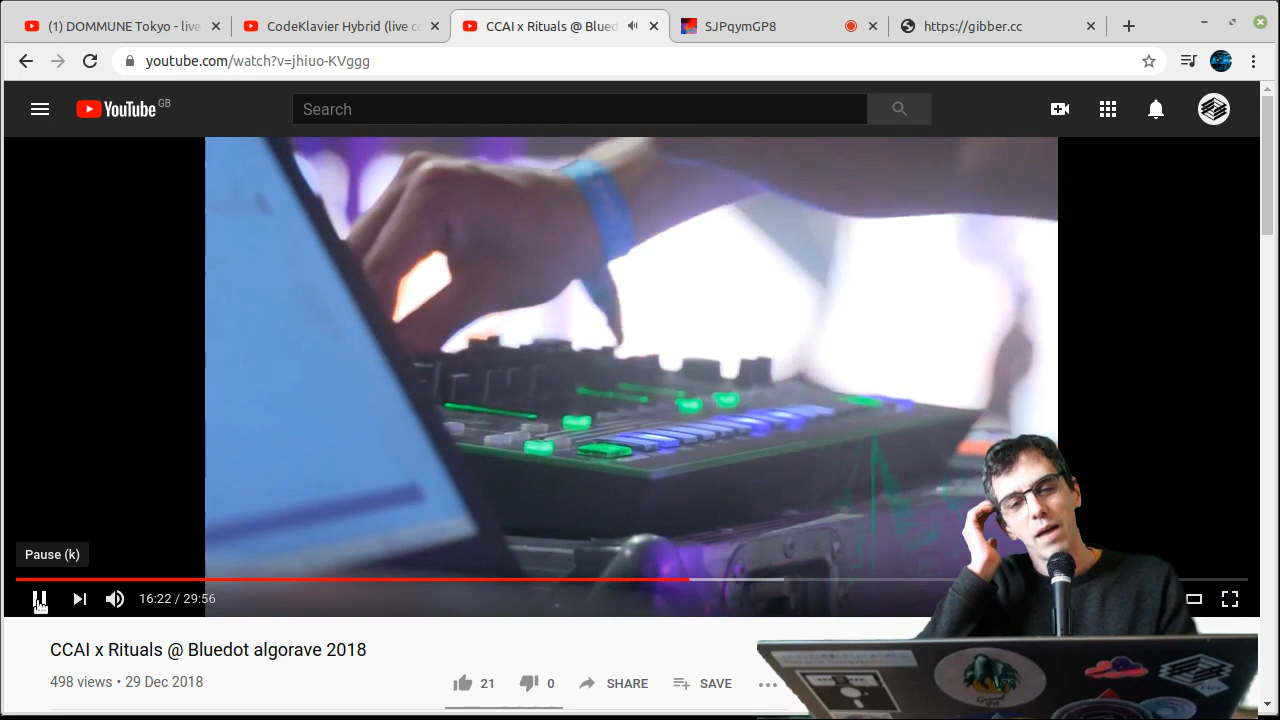 (1) DOMMUNE Tokyo - live
CodeKlavier Hybrid (live co
CCAI x Rituals @ Bluedo
SJPqymGP8
https://gibber.cc
youtube.com/watch?v=jhiuo-KVggg
YouTube GB
Search
Pause (k)
16:22 / 29:56
CCAI x Rituals @ Bluedot algorave 2018
498 views • 29 Dec 2018
21
0
SHARE
SAVE